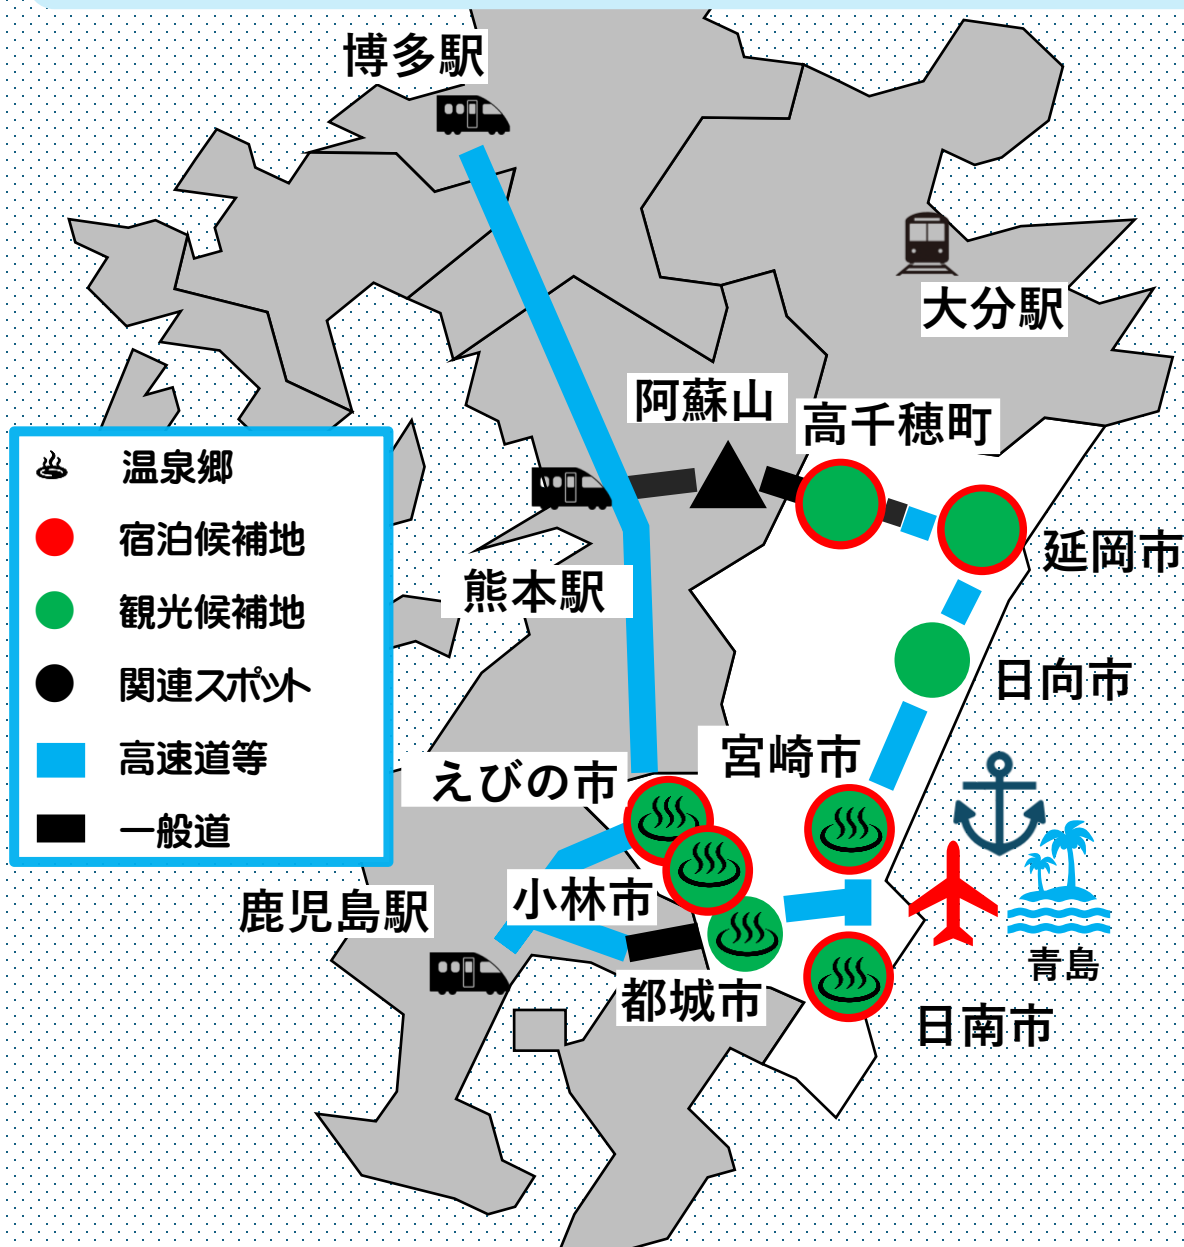 博多駅
大分駅
阿蘇山
高千穂町
温泉郷
宿泊候補地
観光候補地
関連スポット
高速道等
一般道
延岡市
熊本駅
日向市
宮崎市
えびの市
小林市
鹿児島駅
青島
都城市
日南市